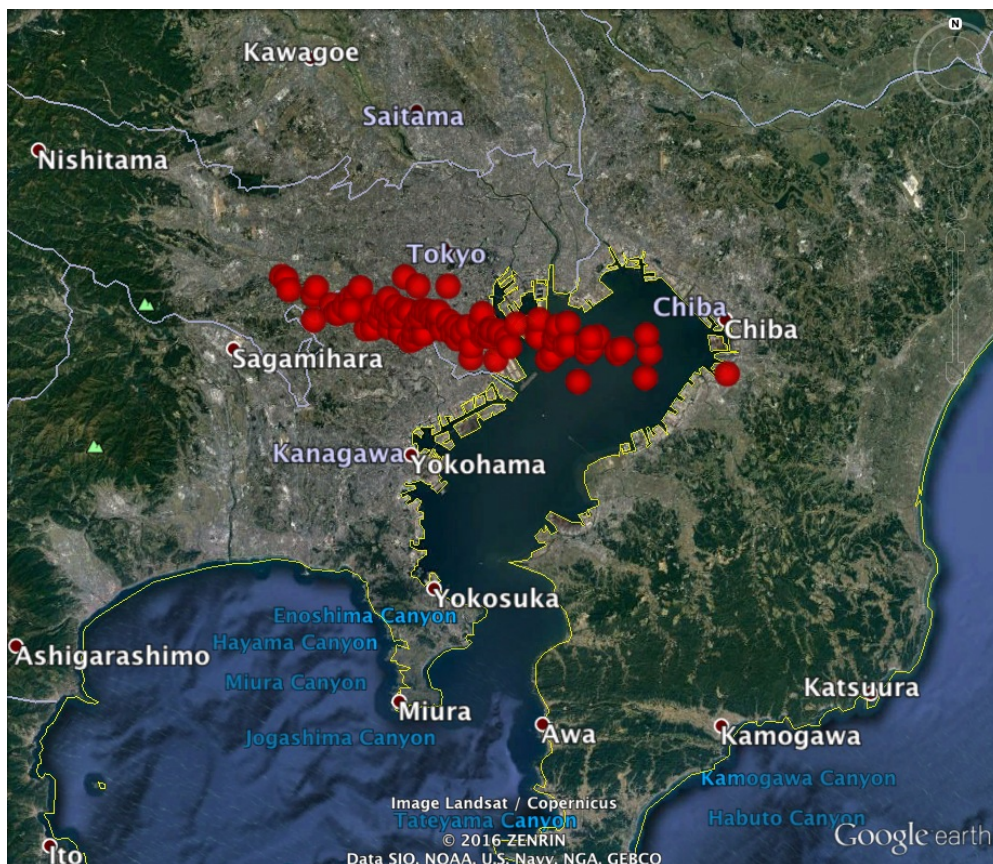 N
Kawagoe
Saitama
Nishitama
Tokyo
Chiba
Chiba
Sagamihara
Kanagawa
Yokohama
Yokosuka
Enoshima Canyon
Hayama Canyon
Ashigarashimo
Miura Canyon
Katsuura
Miura
Jogashima Canyon
Awa
Kamogawa
Kamogawa Canyon
Image Landsat / Copernicus
Tateyama Canyon
Habuto Canyon
© 2016 ZENRIN
Google earth
Ito
Data SIO, NOAA, U.S. Navy, NGA, GEBCO